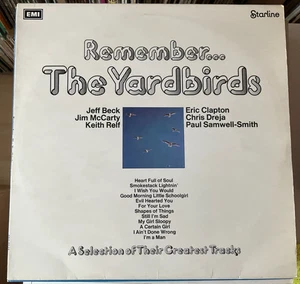 EMI
Starline
Remember...
The Yardbirds
Jeff Beck
Jim McCarty
Keith Relf
Eric Clapton
Chris Dreja
Paul Samwell-Smith
Heart Full of Soul
Smokestack Lightnin'
I Wish You Would
Good Morning Little Schoolgirl
Evil Hearted You
For Your Love
Shapes of Things
Still I'm Sad
My Girl Sloopy
A Certain Girl
I Ain't Done Wrong
I'm a Man
A Selection of Their Greatest Tracks